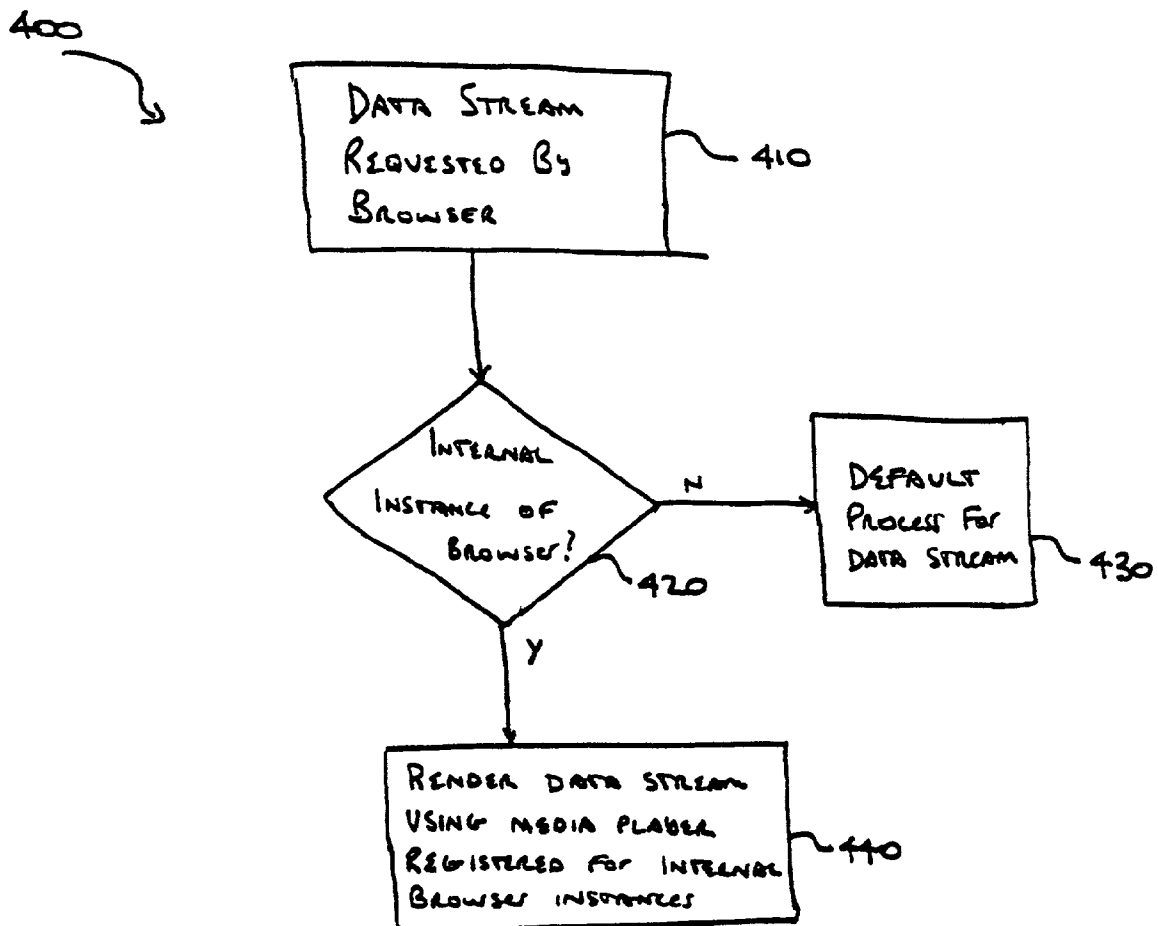 400
DATA STREAM
REQUESTED BY
BROWSER
410
INTERNAL
INSTANCE OF
BROWSER?
420
N
DEFAULT
PROCESS FOR
DATA STREAM
430
Y
RENDER DATA STREAM
USING MEDIA PLAYER
REGISTERED FOR INTERNAL
BROWSER INSTANCES
440